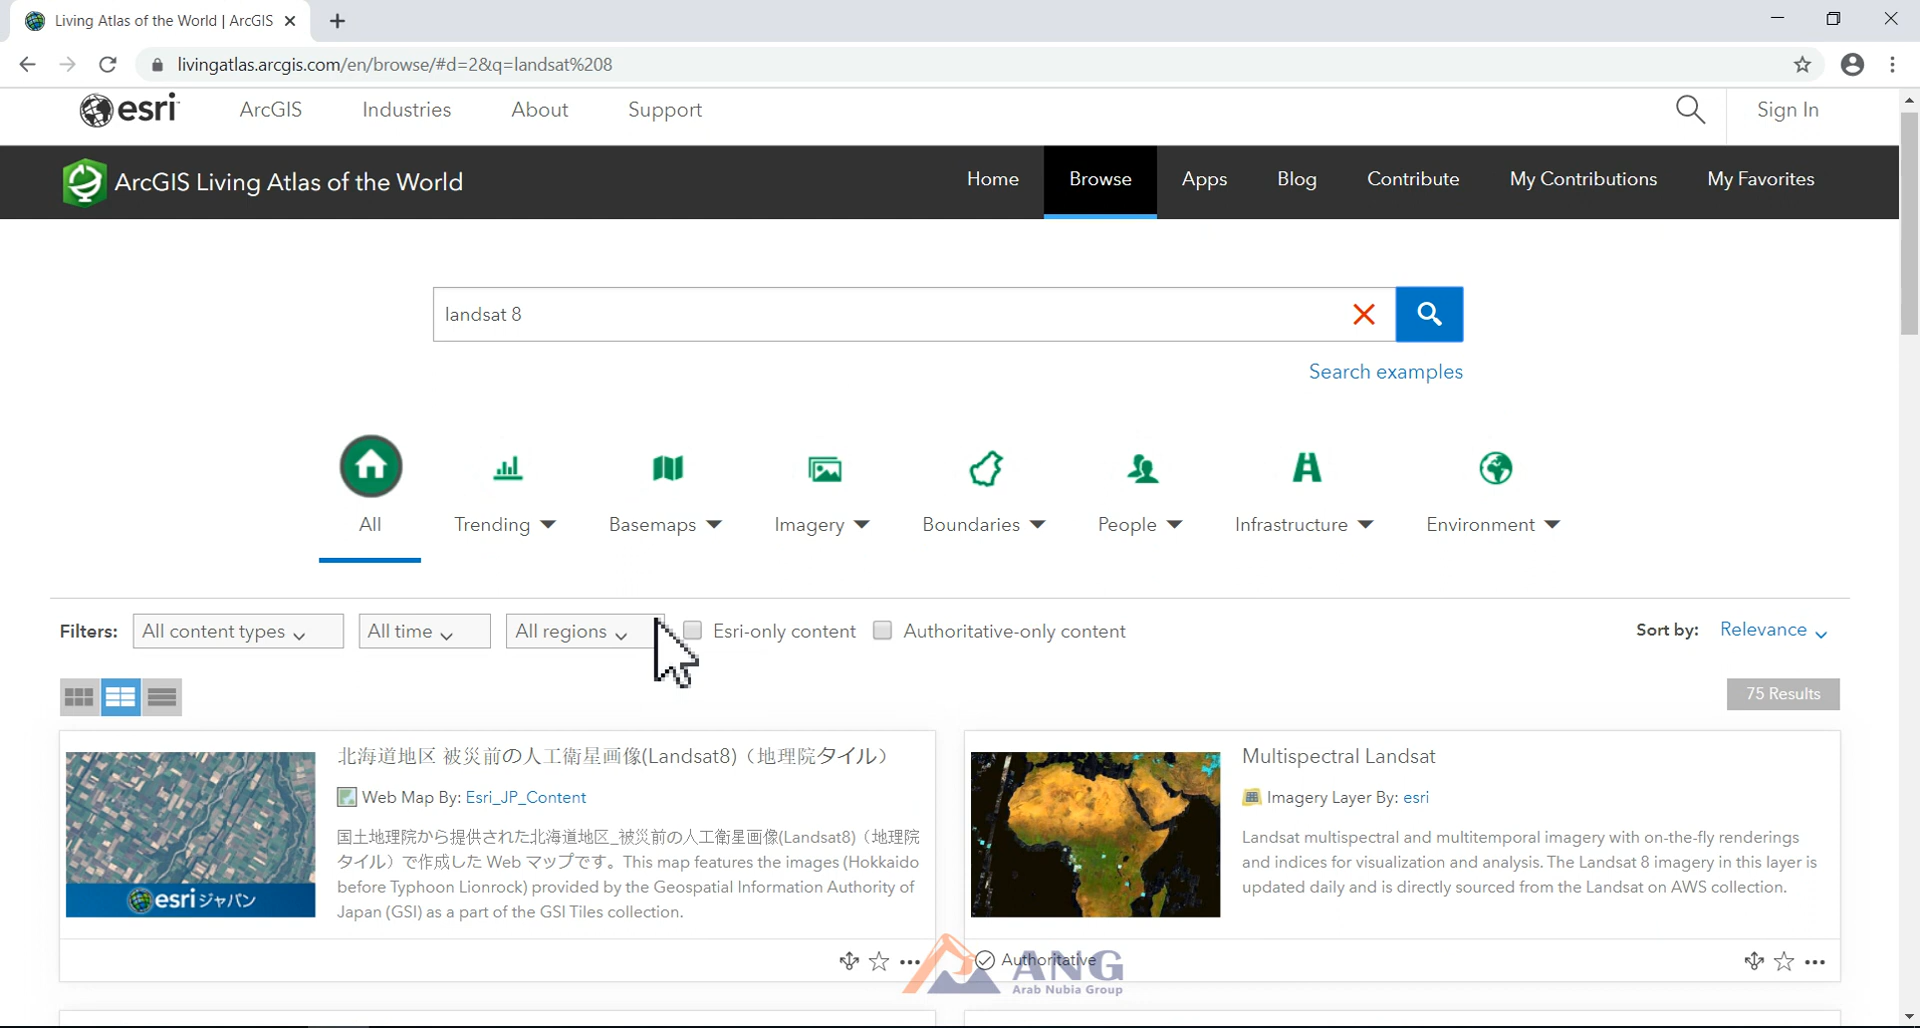 Living Atlas of the World | ArcGIS
livingatlas.arcgis.com/en/browse/#d=2&q=landsat%208
esri
ArcGIS
Industries
About
Support
Sign In
ArcGIS Living Atlas of the World
Home
Browse
Apps
Blog
Contribute
My Contributions
My Favorites
landsat 8
Search examples
All
Trending
Basemaps
Imagery
Boundaries
People
Infrastructure
Environment
Filters:
All content types
All time
All regions
Esri-only content
Authoritative-only content
Sort by:
Relevance
75 Results
北海道地区 被災前の人工衛星画像(Landsat8)（地理院タイル）
Web Map By: Esri_JP_Content
国土地理院から提供された北海道地区_被災前の人工衛星画像(Landsat8)（地理院
タイル）で作成した Web マップです。This map features the images (Hokkaido
before Typhoon Lionrock) provided by the Geospatial Information Authority of
Japan (GSI) as a part of the GSI Tiles collection.
esriジャパン
Multispectral Landsat
Imagery Layer By: esri
Landsat multispectral and multitemporal imagery with on-the-fly renderings
and indices for visualization and analysis. The Landsat 8 imagery in this layer is
updated daily and is directly sourced from the Landsat on AWS collection.
Authoritative
ANG
Arab Nubia Group